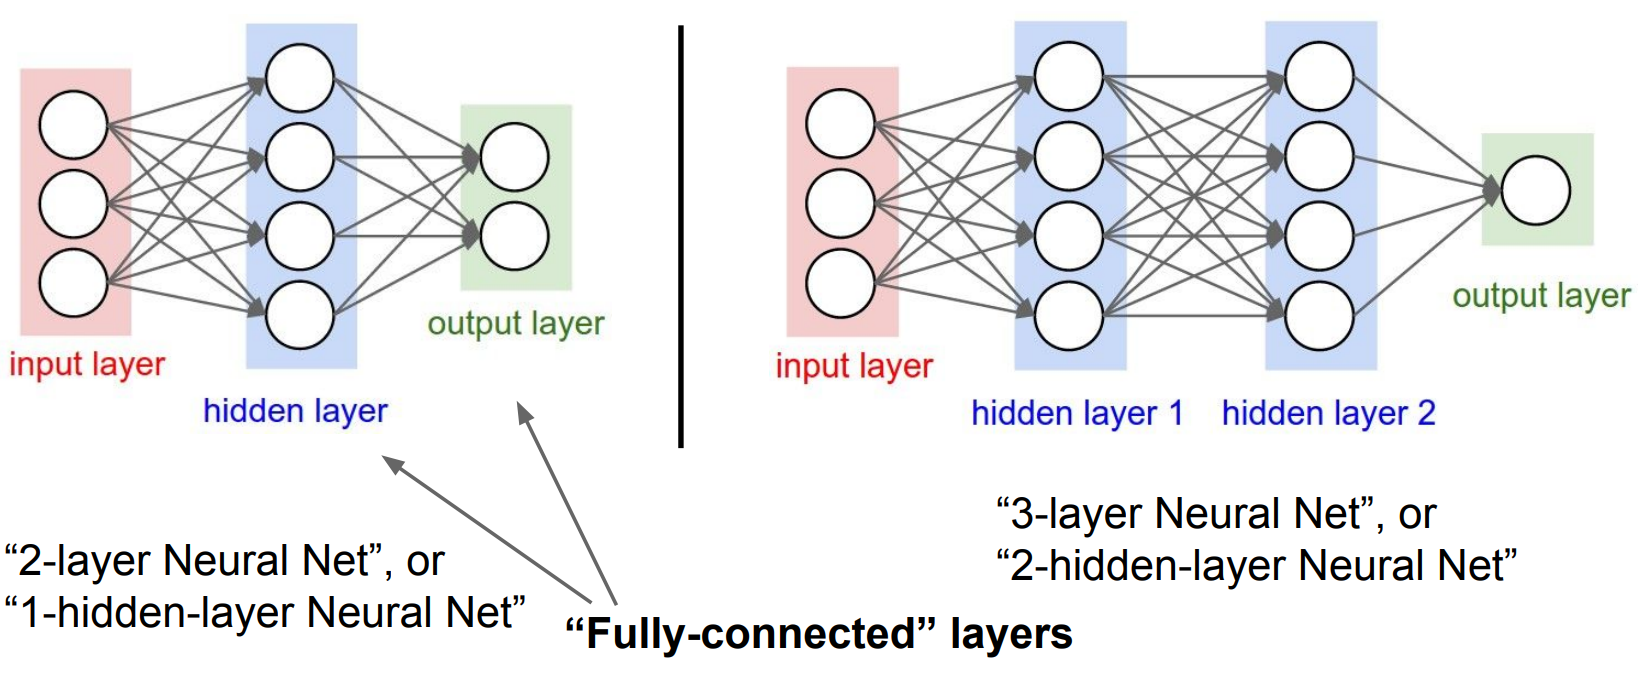 input layer
hidden layer
output layer
“2-layer Neural Net”, or
“1-hidden-layer Neural Net”
“Fully-connected” layers
input layer
hidden layer 1
hidden layer 2
output layer
“3-layer Neural Net”, or
“2-hidden-layer Neural Net”